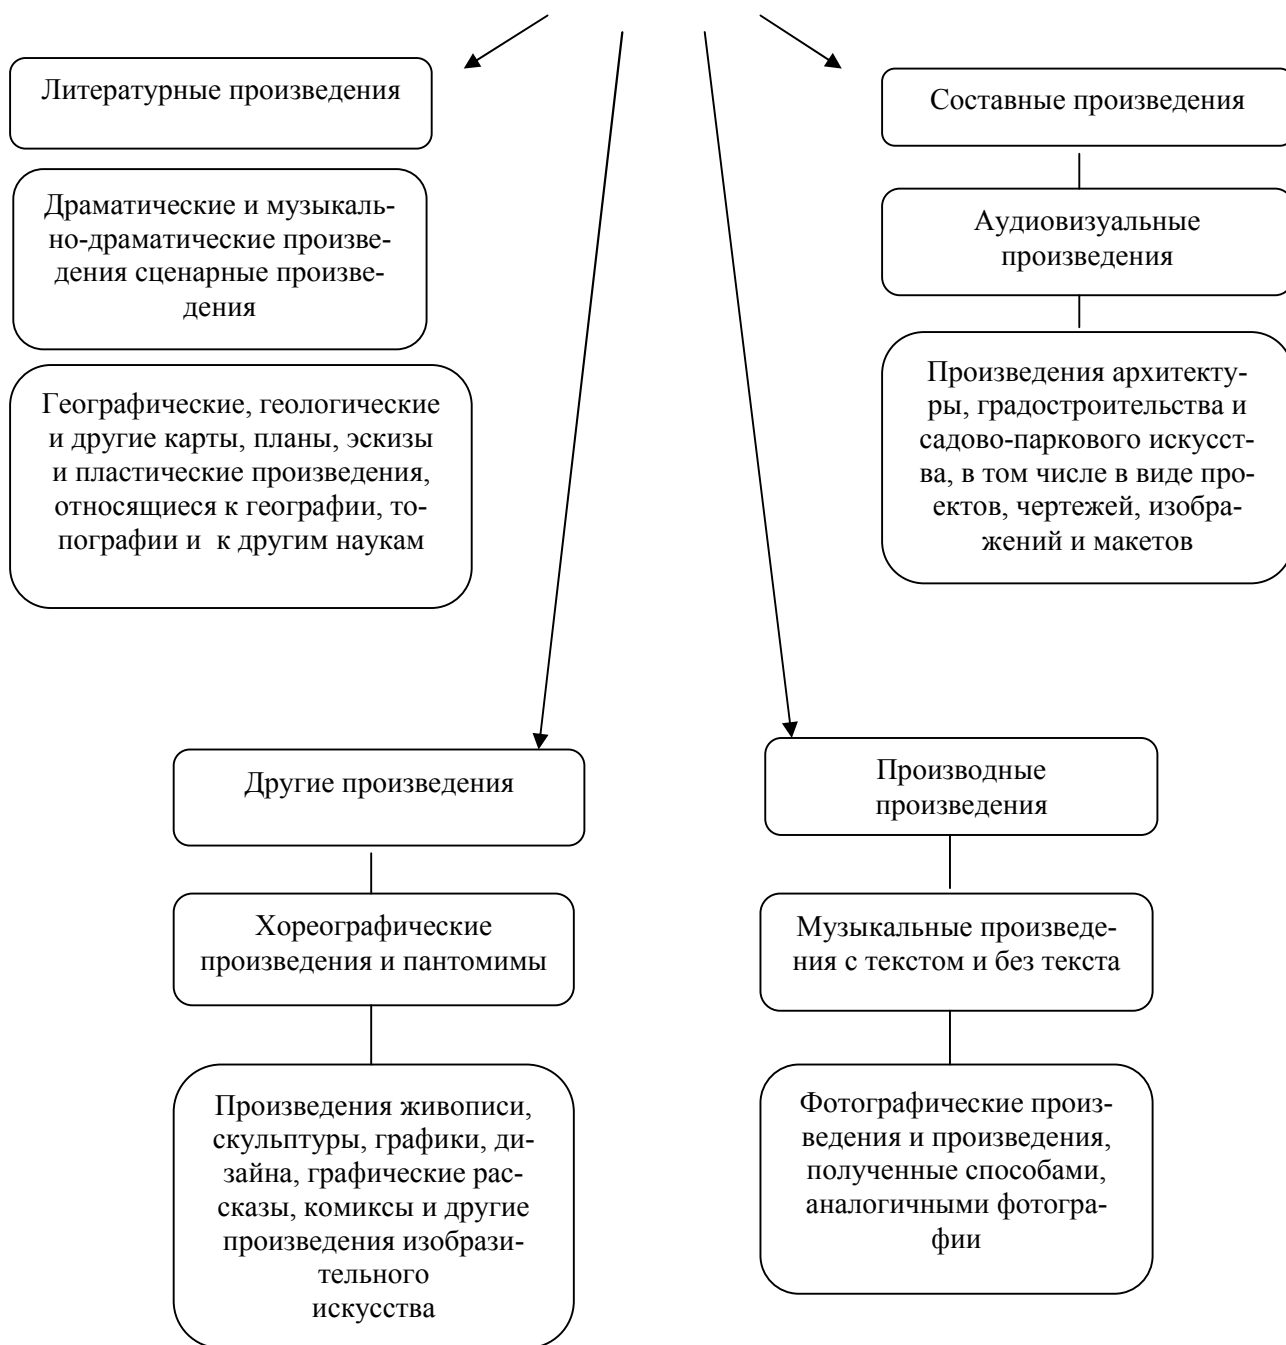 Литературные произведения
Драматические и музыкаль-
но-драматические произве-
дения сценарные произве-
дения
Географические, геологические
и другие карты, планы, эскизы
и пластические произведения,
относящиеся к географии, то-
пографии и  к другим наукам
Составные произведения
Аудиовизуальные
произведения
Произведения архитекту-
ры, градостроительства и
садово-паркового искусст-
ва, в том числе в виде про-
ектов, чертежей, изобра-
жений и макетов
Другие произведения
Хореографические
произведения и пантомимы
Произведения живописи,
скульптуры, графики, ди-
зайна, графические рас-
сказы, комиксы и другие
произведения изобрази-
тельного
искусства
Производные
произведения
Музыкальные произведе-
ния с текстом и без текста
Фотографические произ-
ведения и произведения,
полученные способами,
аналогичными фотогра-
фии